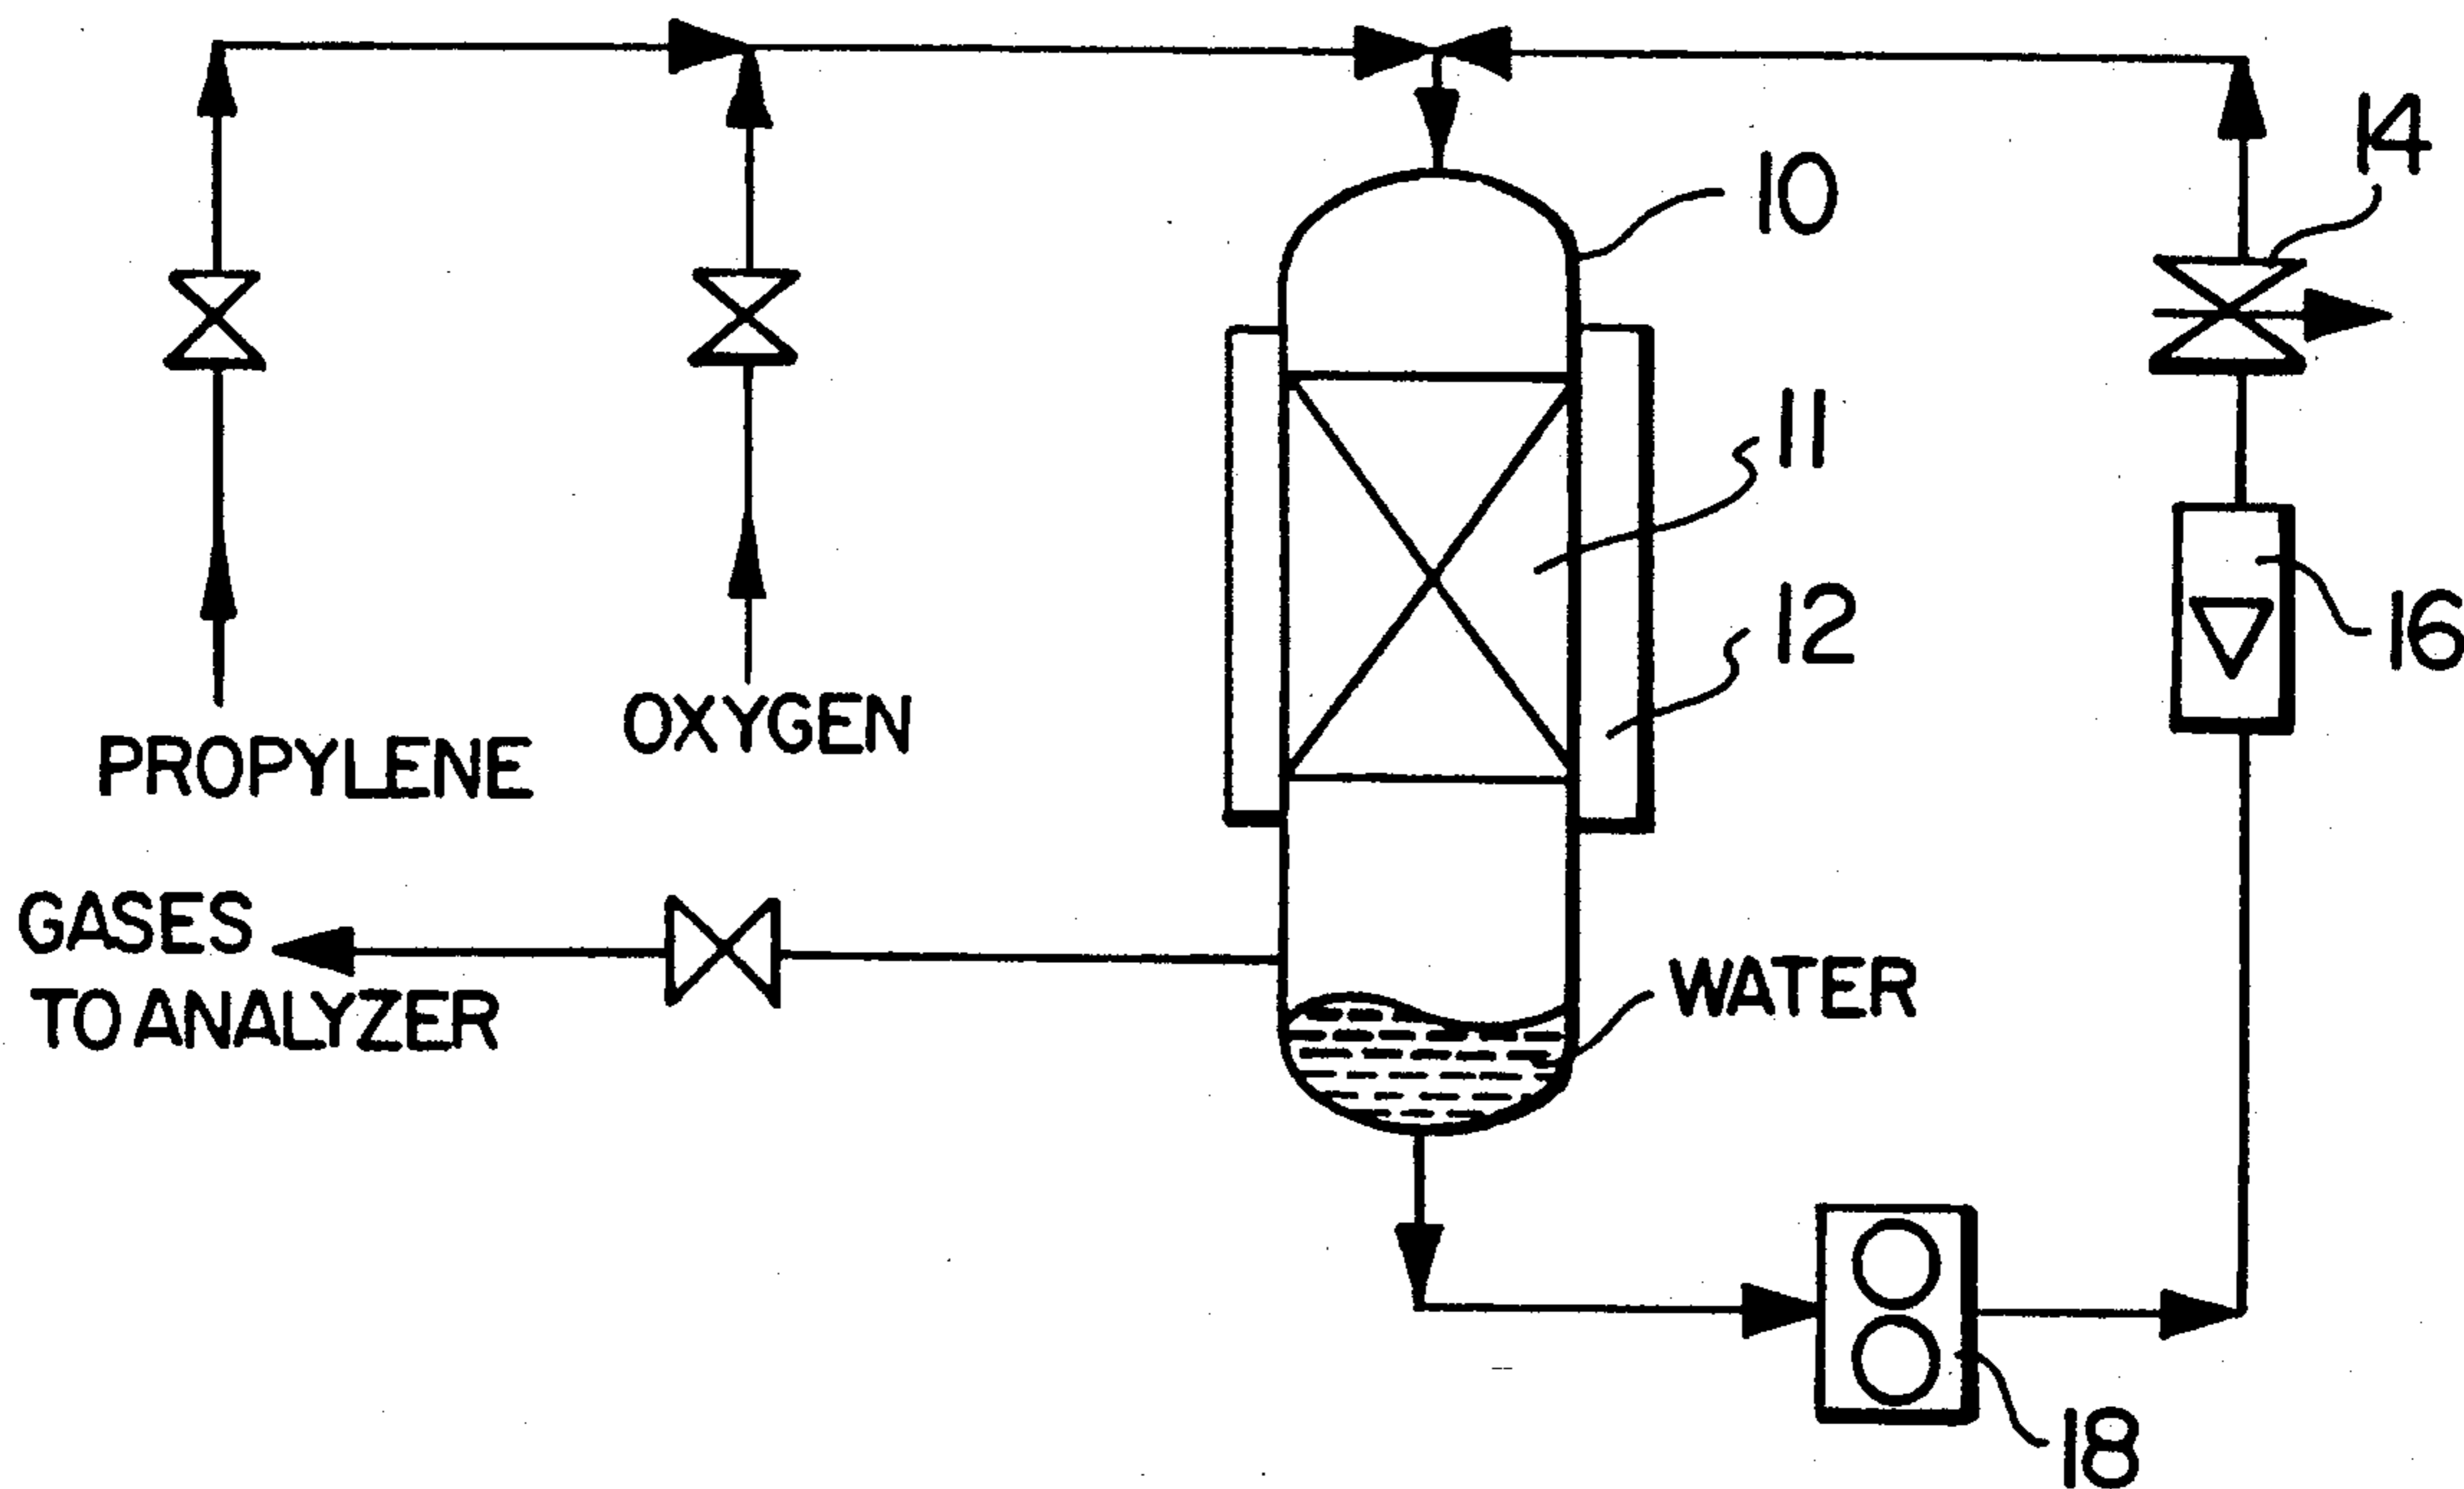 14
10
11
12
16
OXYGEN
PROPYLENE
GASES
TO ANALYZER
WATER
18